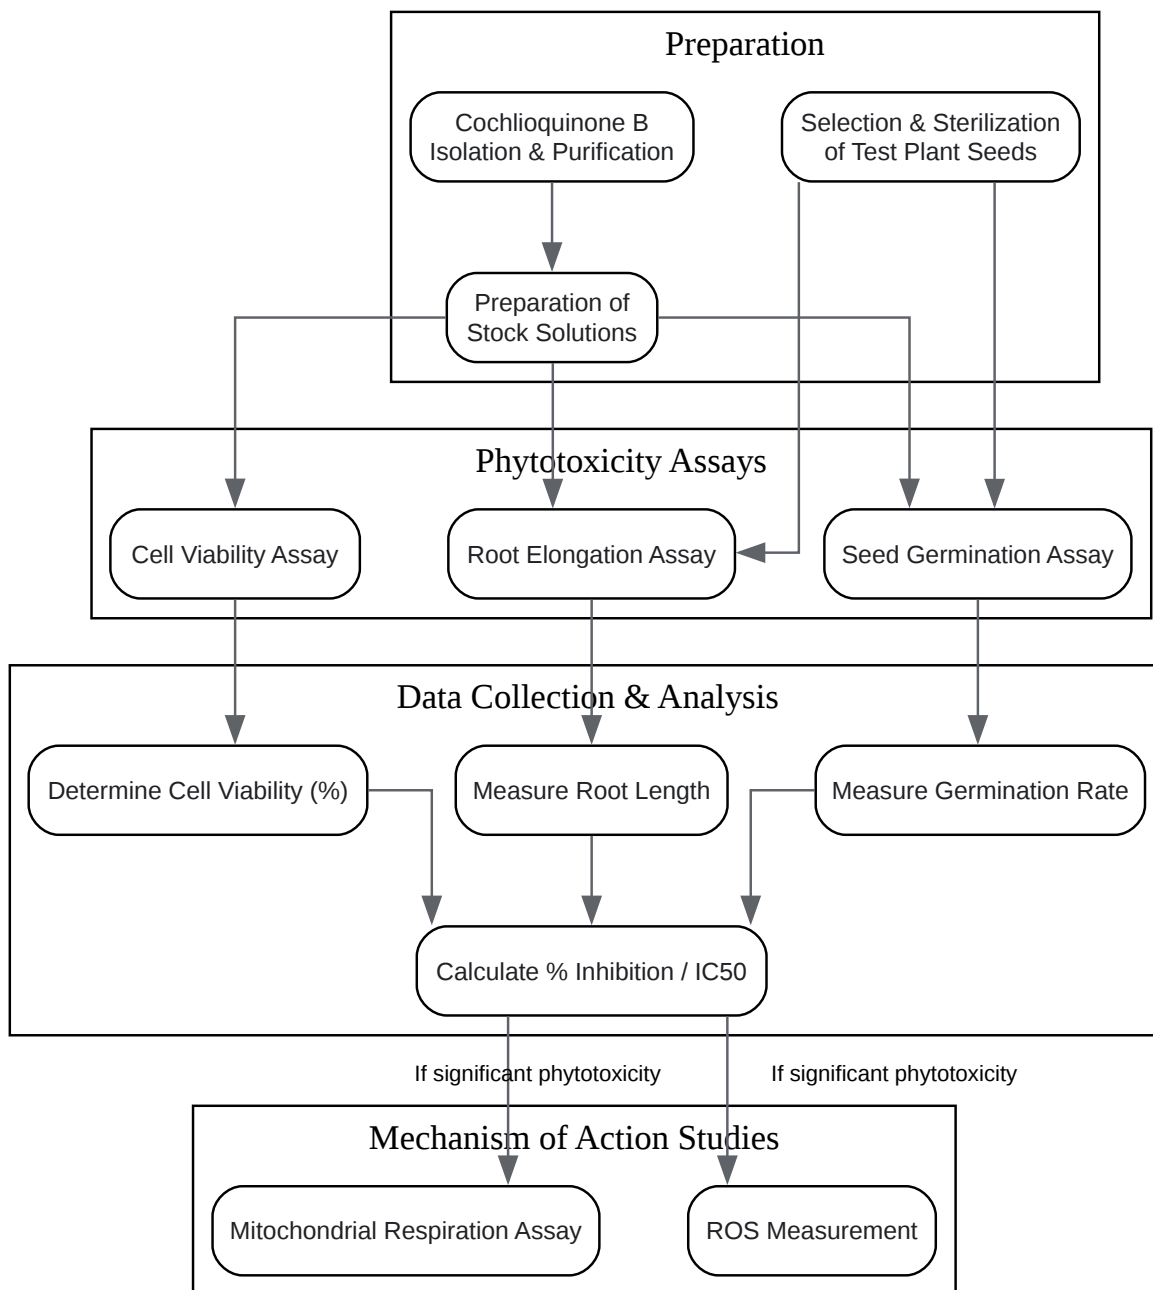 Preparation
Cochlioquinone B
Isolation & Purification
Selection & Sterilization
of Test Plant Seeds
Preparation of
Stock Solutions
Phytotoxicity Assays
Cell Viability Assay
Root Elongation Assay
Seed Germination Assay
Data Collection & Analysis
Determine Cell Viability (%)
Measure Root Length
Measure Germination Rate
Calculate % Inhibition / IC50
If significant phytotoxicity
If significant phytotoxicity
Mechanism of Action Studies
Mitochondrial Respiration Assay
ROS Measurement